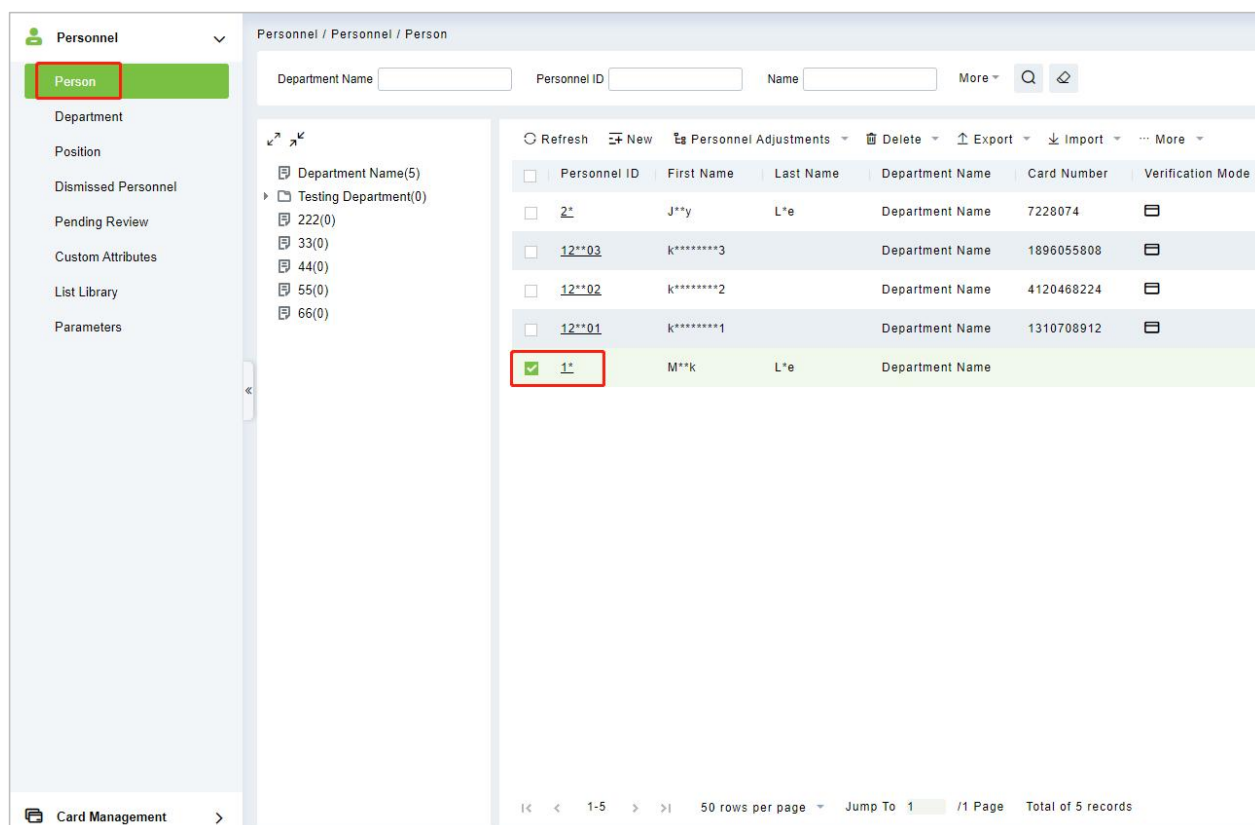 Personnel
Person
Department
Position
Dismissed Personnel
Pending Review
Custom Attributes
List Library
Parameters
Card Management
Personnel / Personnel / Person
Department Name Personnel ID Name More
Department Name(5)
Testing Department(0)
222(0)
33(0)
44(0)
55(0)
66(0)
Refresh New Personnel Adjustments Delete Export Import ··· More
Personnel ID First Name Last Name Department Name Card Number Verification Mode
2* J**y L*e Department Name 7228074
12**03 k********3 Department Name 1896055808
12**02 k********2 Department Name 4120468224
12**01 k********1 Department Name 1310708912
1* M**k L*e Department Name
1-5 50 rows per page Jump To 1 /1 Page Total of 5 records